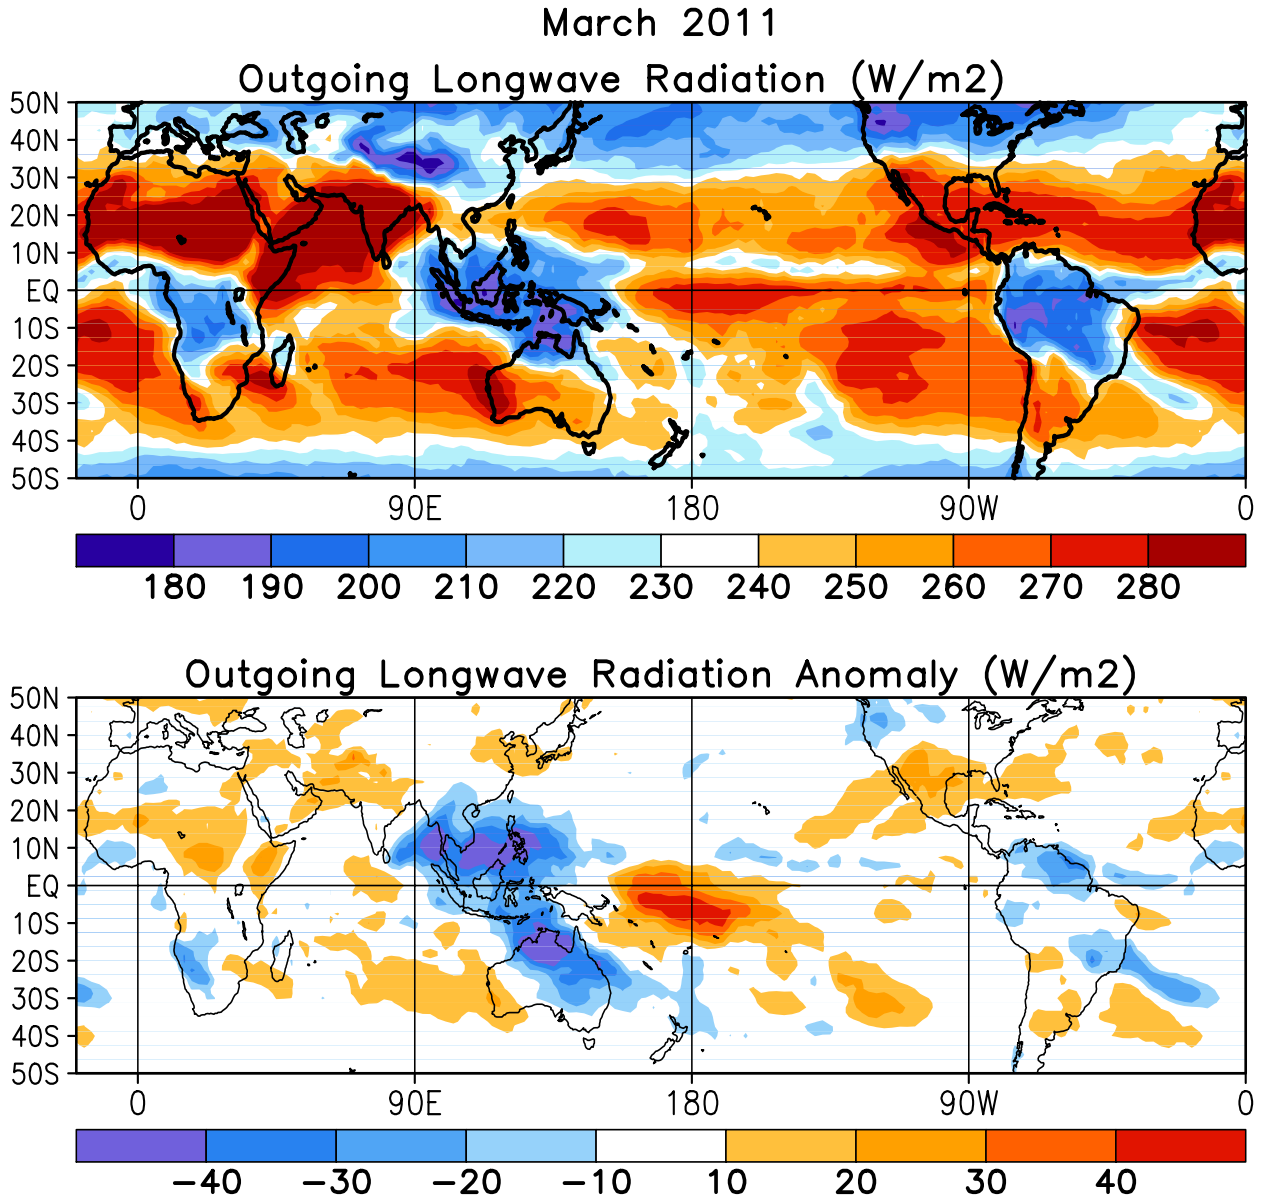 March 2011
Outgoing Longwave Radiation (W/m2)
50N
40N
30N
20N
10N
EQ
10S
20S
30S
40S
50S
0 90E 180 90W 0
180 190 200 210 220 230 240 250 260 270 280
Outgoing Longwave Radiation Anomaly (W/m2)
50N
40N
30N
20N
10N
EQ
10S
20S
30S
40S
50S
0 90E 180 90W 0
−40 −30 −20 −10 10 20 30 40